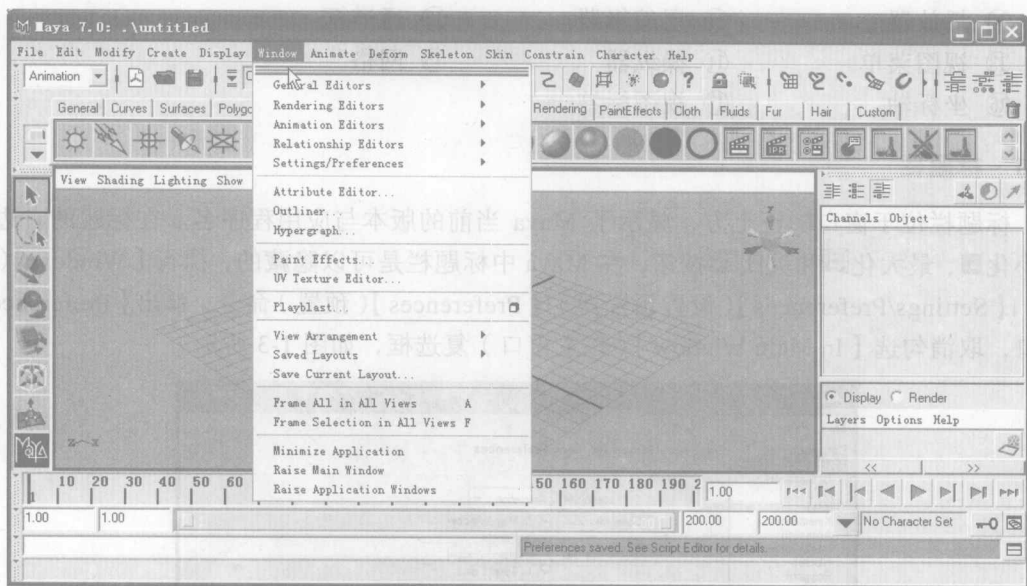 Maya 7.0: .\untitled
File Edit Modify Create Display Window Animate Deform Skeleton Skin Constrain Character Help
Animation
General Curves Surfaces Rendering PaintEffects Cloth Fluids Fur Hair Custom
View Shading Lighting Show
General Editors
Rendering Editors
Animation Editors
Relationship Editors
Settings/Preferences
Attribute Editor...
Outliner
Hypergraph...
Paint Effects...
UV Texture Editor...
Playblast...
View Arrangement
Saved Layouts
Save Current Layout...
Frame All in All Views A
Frame Selection in All Views F
Minimize Application
Raise Main Window
Raise Application Windows
Channels Object
Display Render
Layers Options Help
<< >>
Y
Z X
MAYA
10 20 30 40 50 60 150 160 170 180 190 2 1.00
1.00 1.00 200.00 200.00 No Character Set
Preferences saved. See Script Editor for details.